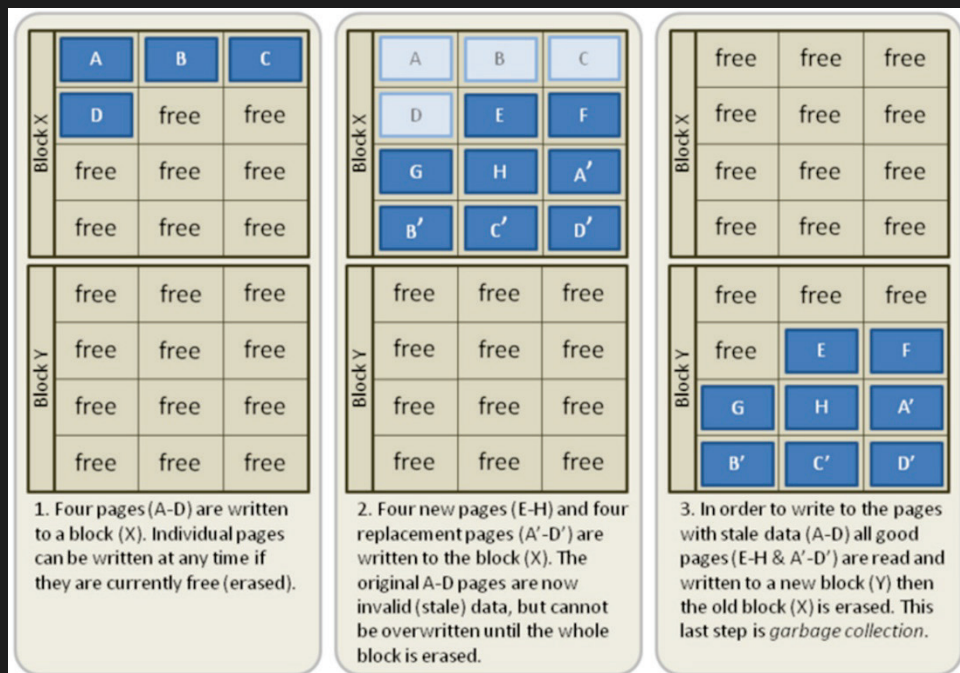 Block X
A B C
D free free
free free free
free free free
Block Y
free free free
free free free
free free free
free free free
1. Four pages (A-D) are written
to a block (X). Individual pages
can be written at any time if
they are currently free (erased).
Block X
A B C
D E F
G H A′
B′ C′ D′
Block Y
free free free
free free free
free free free
free free free
2. Four new pages (E-H) and four
replacement pages (A′-D′) are
written to the block (X). The
original A-D pages are now
invalid (stale) data, but cannot
be overwritten until the whole
block is erased.
Block X
free free free
free free free
free free free
free free free
Block Y
free free free
free E F
G H A′
B′ C′ D′
3. In order to write to the pages
with stale data (A-D) all good
pages (E-H & A′-D′) are read and
written to a new block (Y) then
the old block (X) is erased. This
last step is garbage collection.